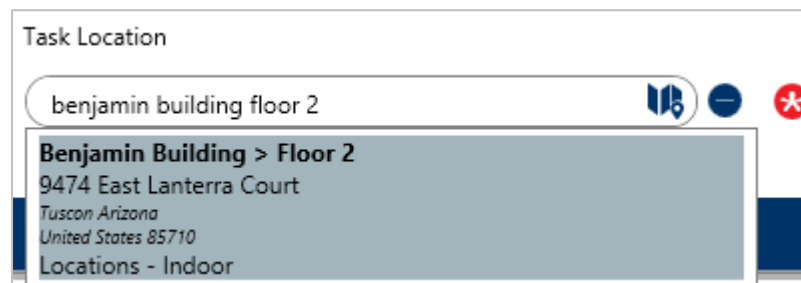 Task Location
benjamin building floor 2
Benjamin Building > Floor 2
9474 East Lanterra Court
Tuscon Arizona
United States 85710
Locations - Indoor